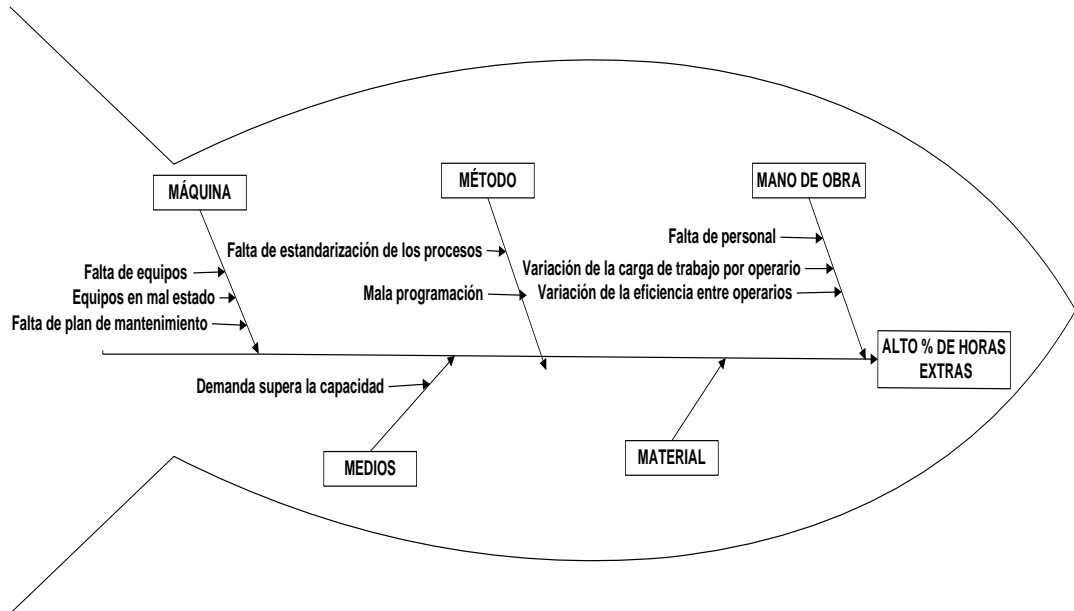 MÁQUINA
MÉTODO
MANO DE OBRA
Falta de equipos
Equipos en mal estado
Falta de plan de mantenimiento
Falta de estandarización de los procesos
Mala programación
Falta de personal
Variación de la carga de trabajo por operario
Variación de la eficiencia entre operarios
ALTO % DE HORAS
EXTRAS
Demanda supera la capacidad
MEDIOS
MATERIAL